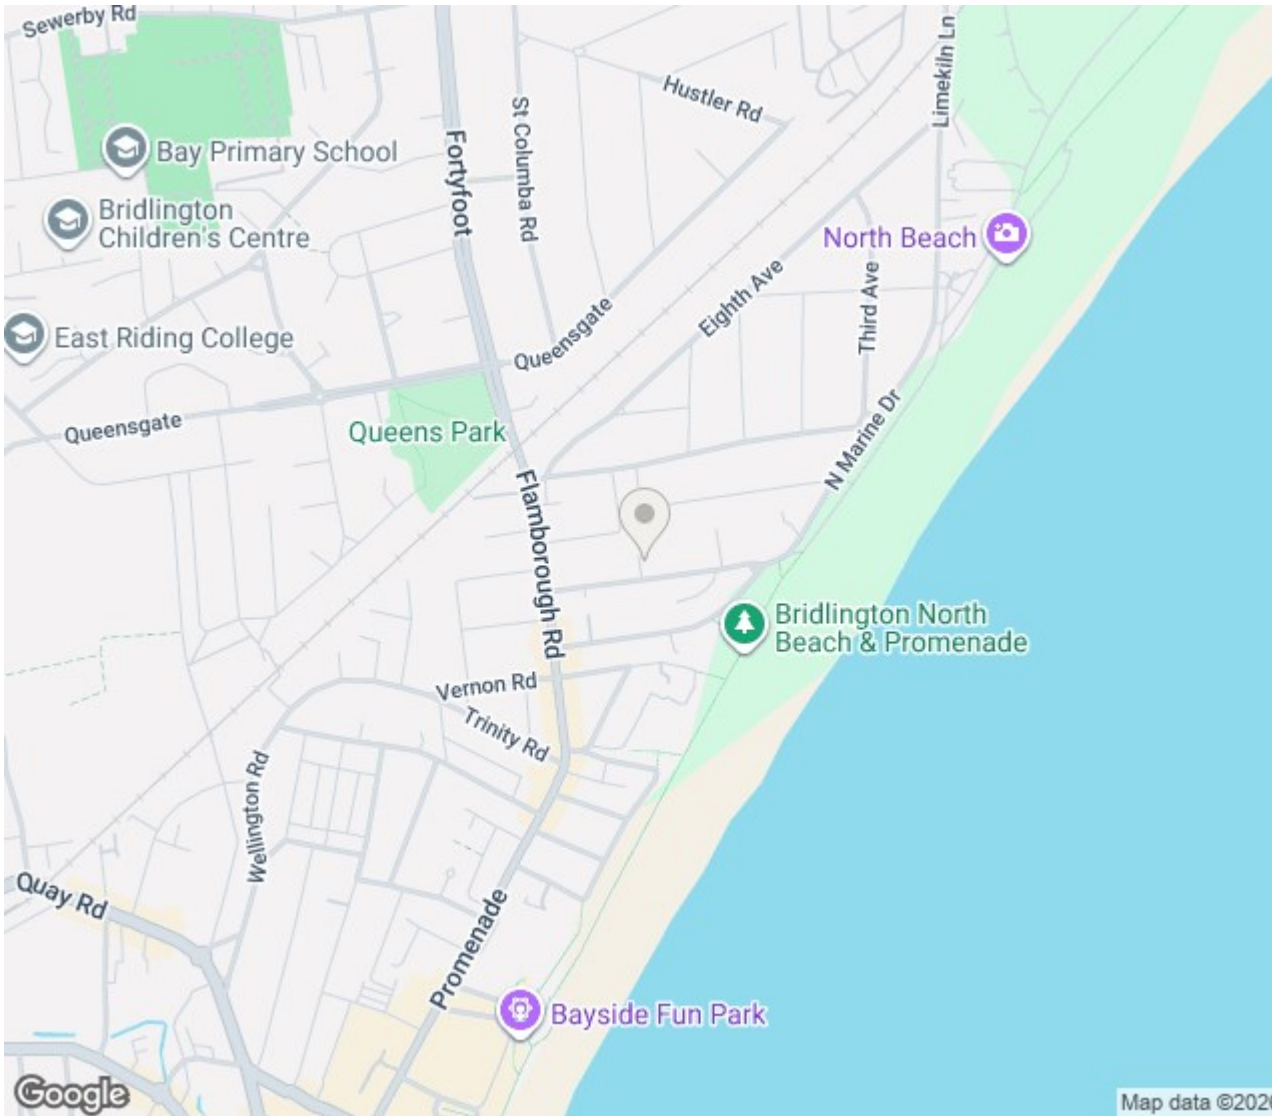 Sewerby Rd
Limekiln Ln
Hustler Rd
St Columba Rd
Fortyfoot
Bay Primary School
Bridlington
Children's Centre
North Beach
Eighth Ave
Third Ave
East Riding College
Queensgate
Queensgate
Queens Park
N Marine Dr
Flamborough Rd
Bridlington North
Beach & Promenade
Vernon Rd
Trinity Rd
Wellington Rd
Quay Rd
Promenade
Bayside Fun Park
Google
Map data ©202